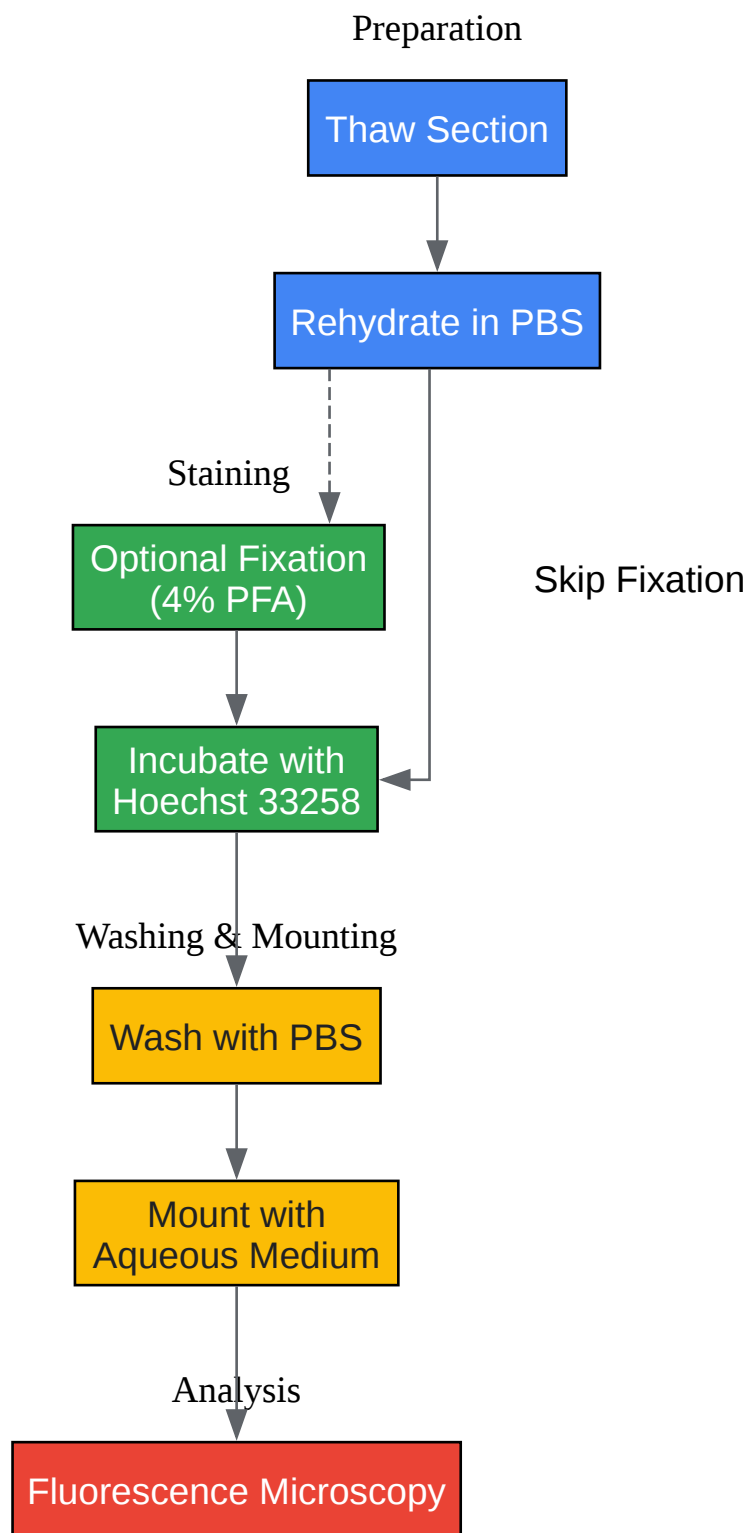 Preparation
Thaw Section
Rehydrate in PBS
Staining
Optional Fixation
(4% PFA)
Skip Fixation
Incubate with
Hoechst 33258
Washing & Mounting
Wash with PBS
Mount with
Aqueous Medium
Analysis
Fluorescence Microscopy